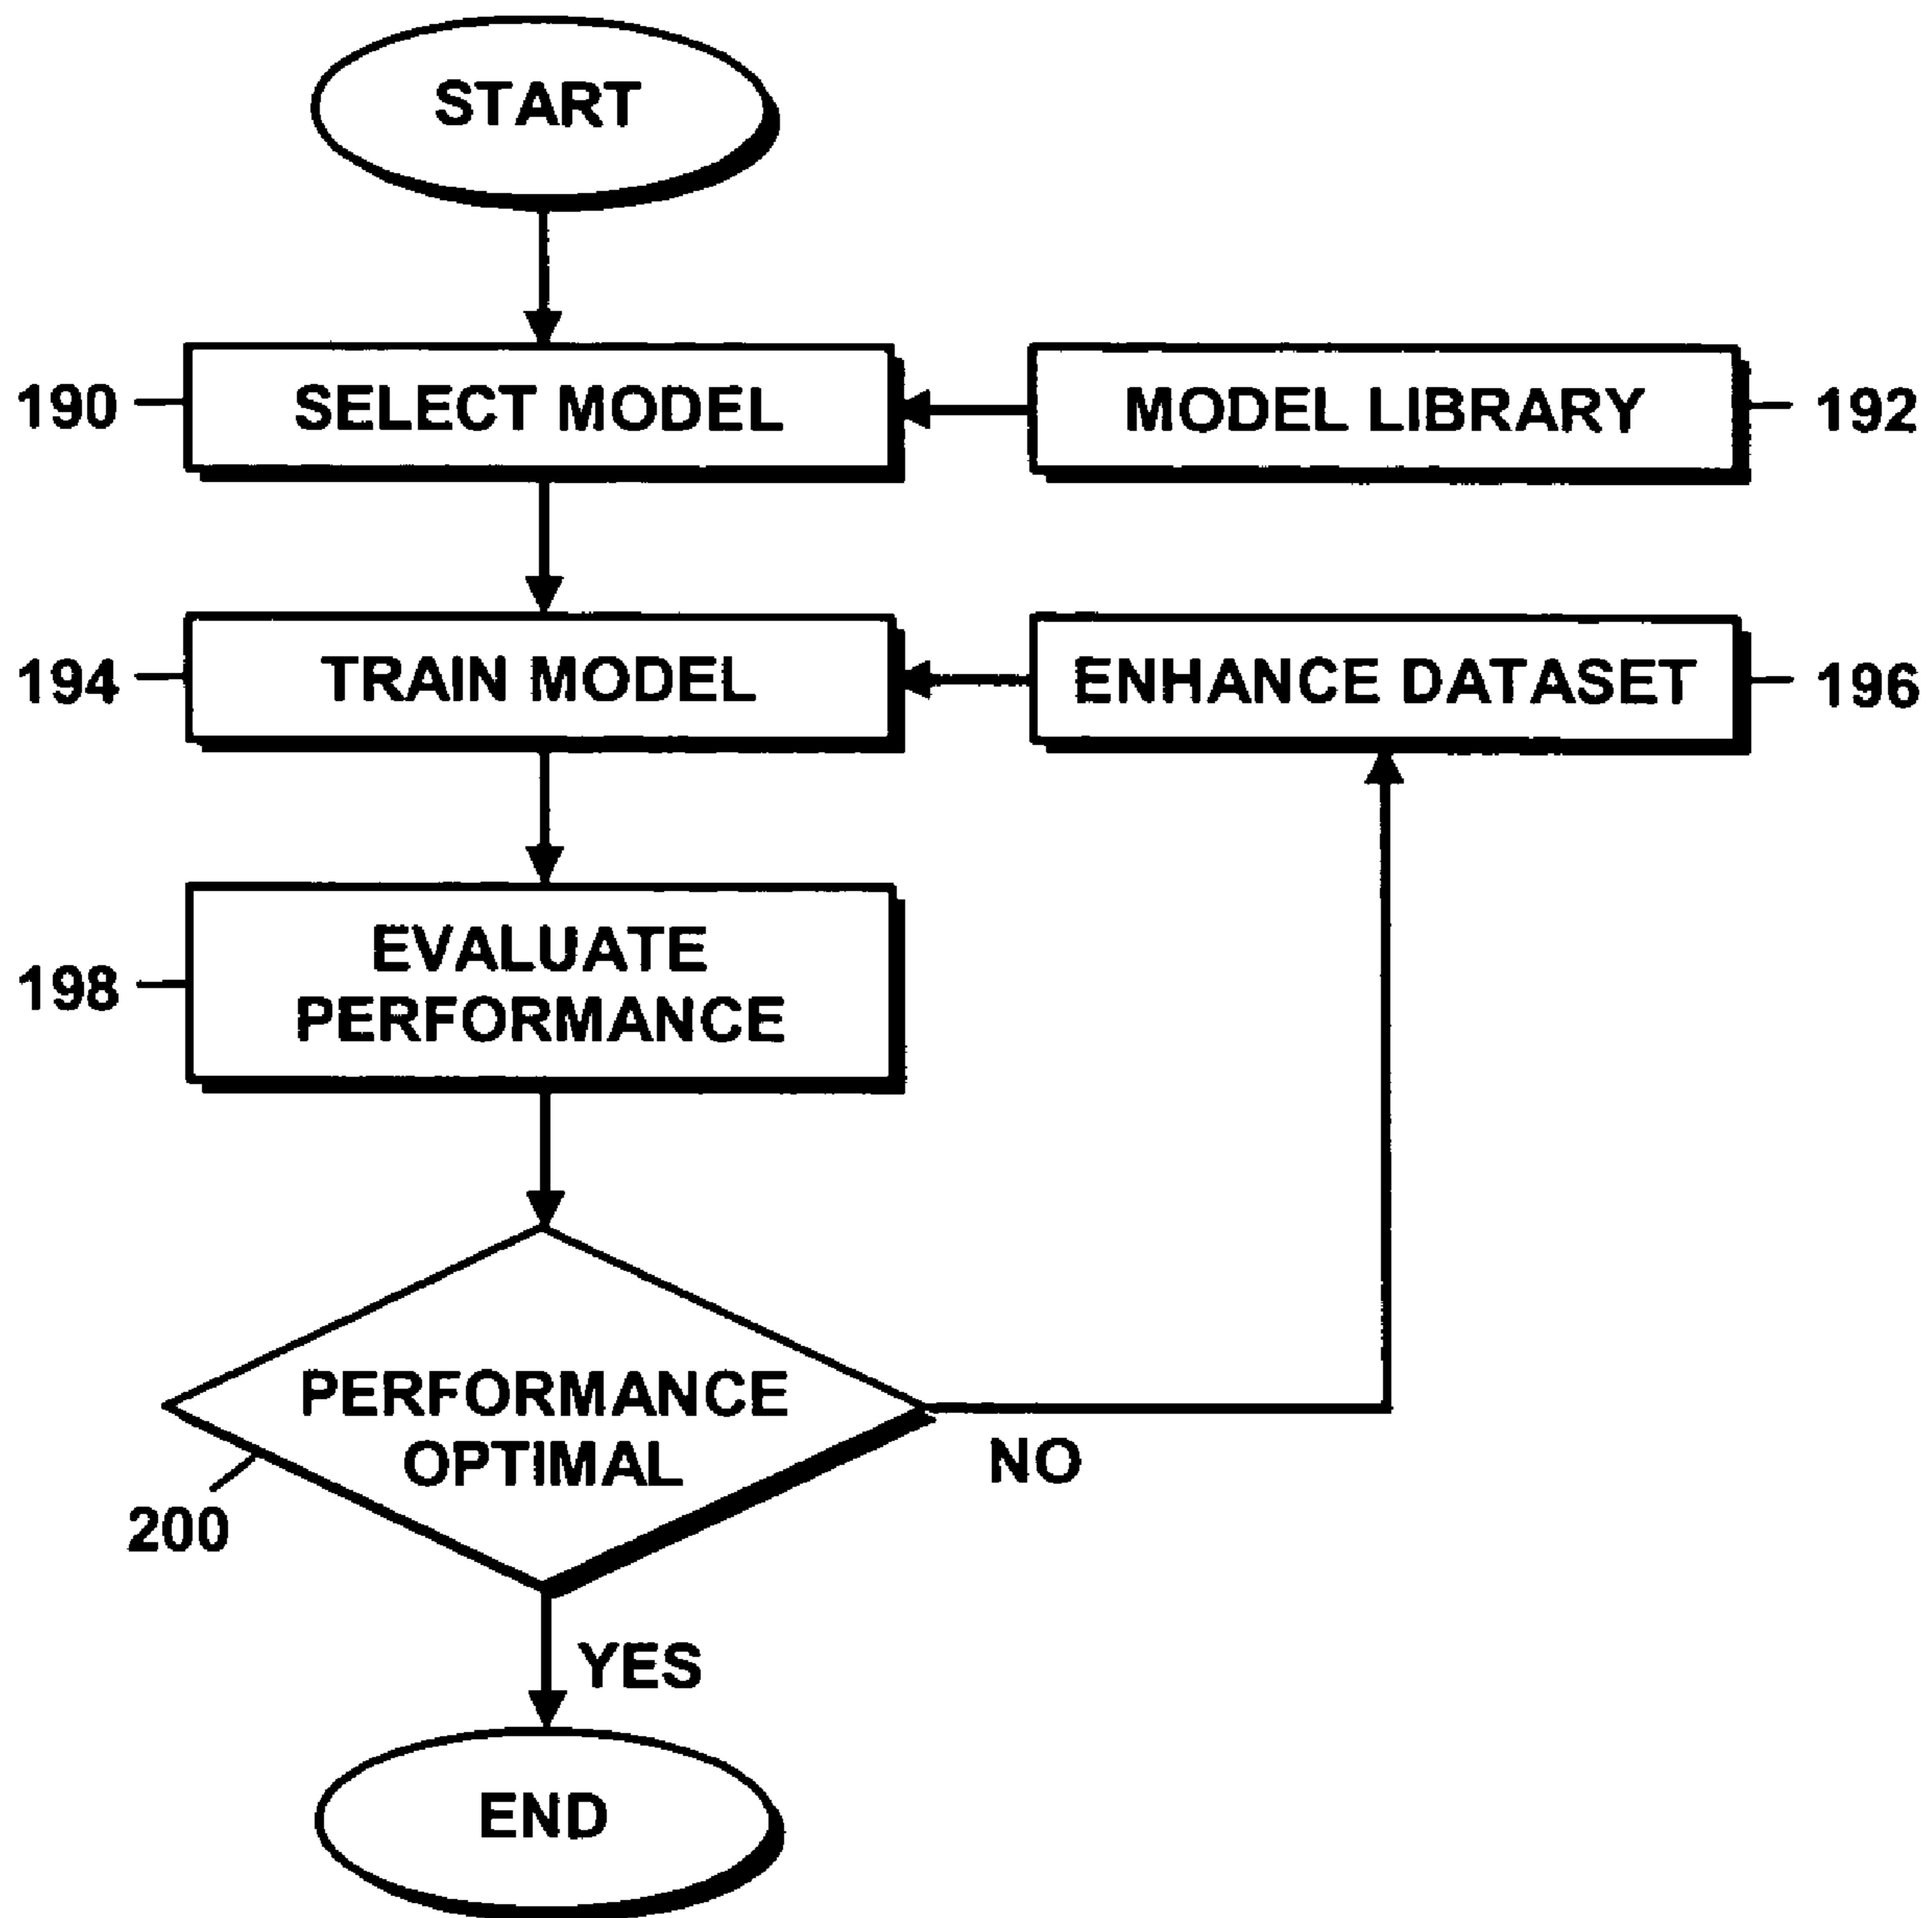 START
190
SELECT MODEL
MODEL LIBRARY
192
194
TRAIN MODEL
ENHANCE DATASET
196
198
EVALUATE
PERFORMANCE
PERFORMANCE
OPTIMAL
NO
200
YES
END